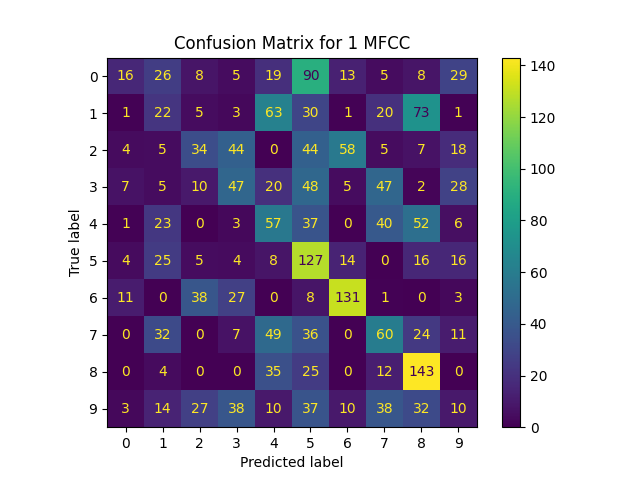 Confusion Matrix for 1 MFCC
True label
0 16 26 8 5 19 90 13 5 8 29
1 1 22 5 3 63 30 1 20 73 1
2 4 5 34 44 0 44 58 5 7 18
3 7 5 10 47 20 48 5 47 2 28
4 1 23 0 3 57 37 0 40 52 6
5 4 25 5 4 8 127 14 0 16 16
6 11 0 38 27 0 8 131 1 0 3
7 0 32 0 7 49 36 0 60 24 11
8 0 4 0 0 35 25 0 12 143 0
9 3 14 27 38 10 37 10 38 32 10
0 1 2 3 4 5 6 7 8 9
Predicted label
140
120
100
80
60
40
20
0